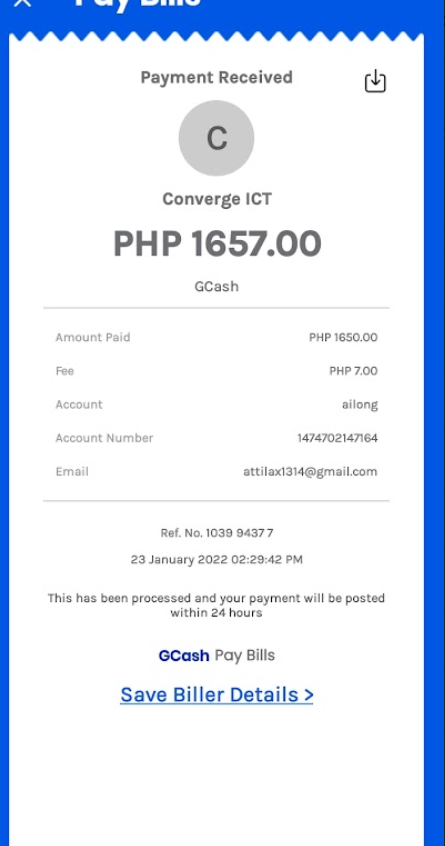 Pay Bills
Payment Received
C
Converge ICT
PHP 1657.00
GCash
Amount Paid PHP 1650.00
Fee PHP 7.00
Account ailong
Account Number 1474702147164
Email attilax1314@gmail.com
Ref. No. 1039 9437 7
23 January 2022 02:29:42 PM
This has been processed and your payment will be posted
within 24 hours
GCash Pay Bills
Save Biller Details >